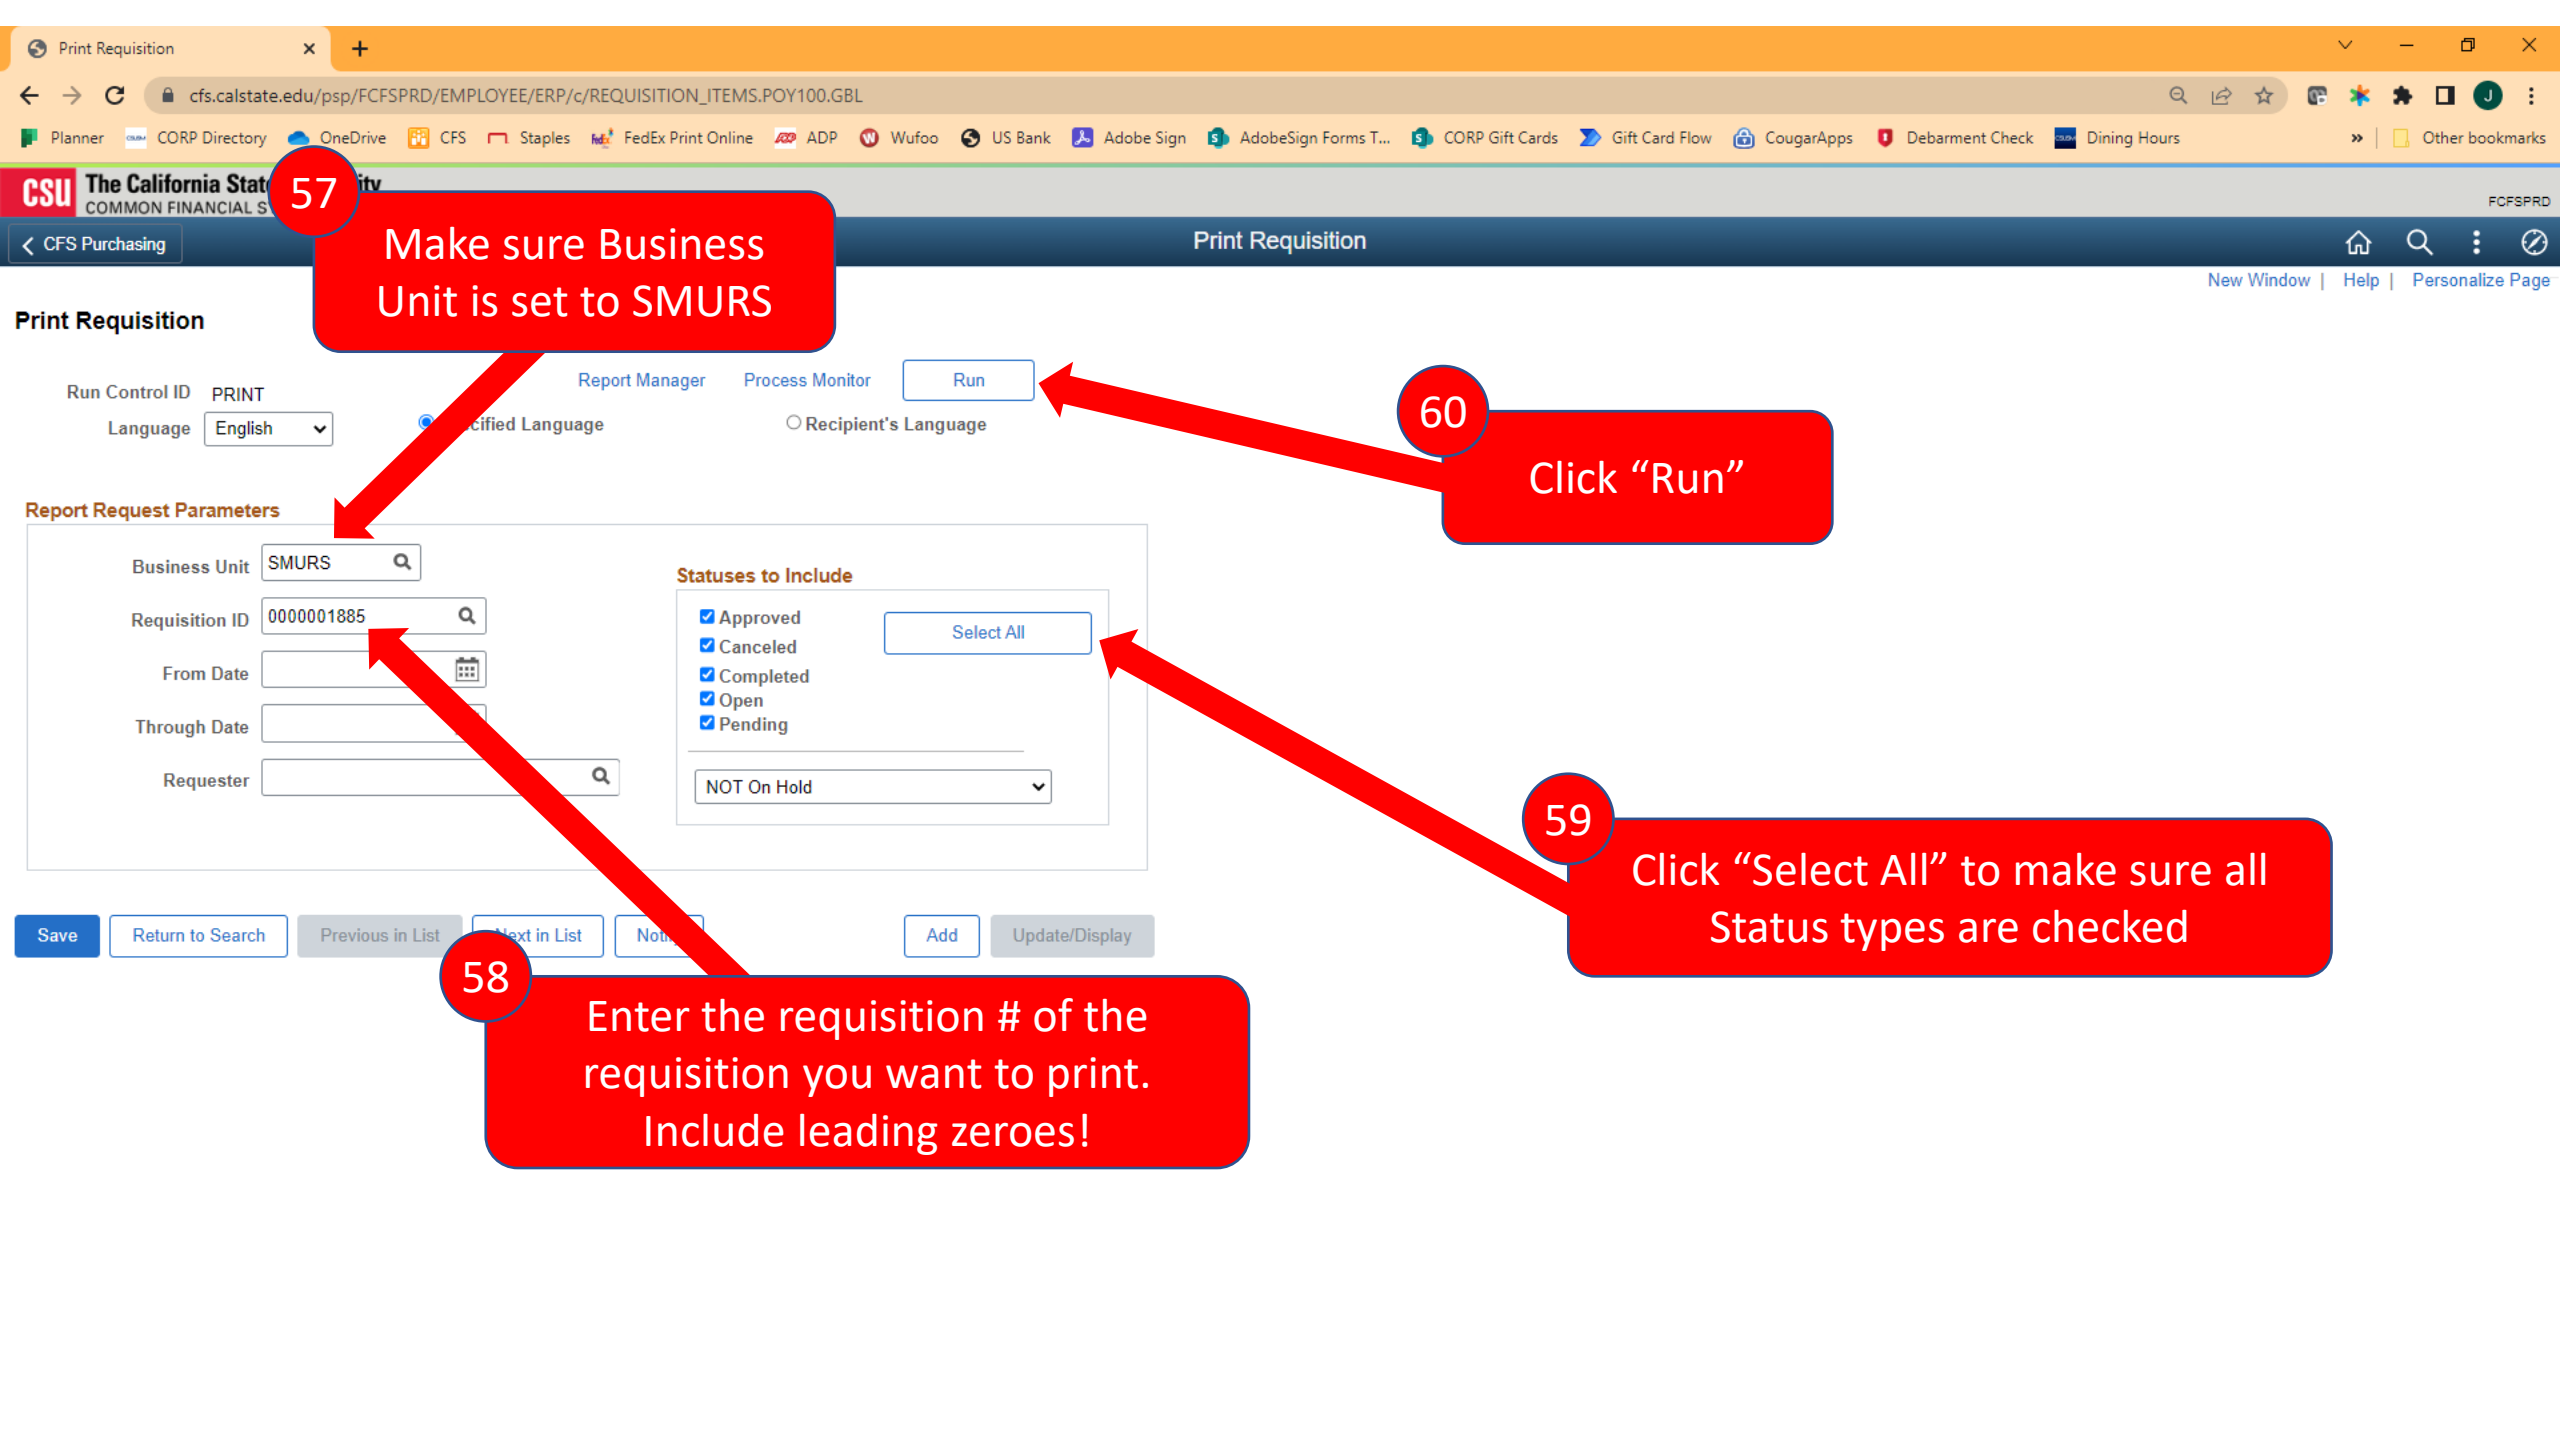 Print Requisition
cfs.calstate.edu/psp/FCFSPRD/EMPLOYEE/ERP/c/REQUISITION_ITEMS.POY100.GBL
J
Planner CORP Directory OneDrive CFS Staples FedEx Print Online ADP Wufoo US Bank Adobe Sign AdobeSign Forms T... CORP Gift Cards Gift Card Flow CougarApps Debarment Check Dining Hours » Other bookmarks
CSU The California State
COMMON FINANCIAL S
FCFSPRD
57
Make sure Business
Unit is set to SMURS
CFS Purchasing
Print Requisition
New Window | Help | Personalize Page
Print Requisition
Run Control ID PRINT
Report Manager Process Monitor Run
Language English
cified Language Recipient's Language
60
Click “Run”
Report Request Parameters
Business Unit SMURS
Requisition ID 0000001885
From Date
Through Date
Requester
Statuses to Include
Approved
Canceled
Completed
Open
Pending
Select All
NOT On Hold
59
Click “Select All” to make sure all
Status types are checked
Save Return to Search Previous in List Next in List Notify Add Update/Display
58
Enter the requisition # of the
requisition you want to print.
Include leading zeroes!